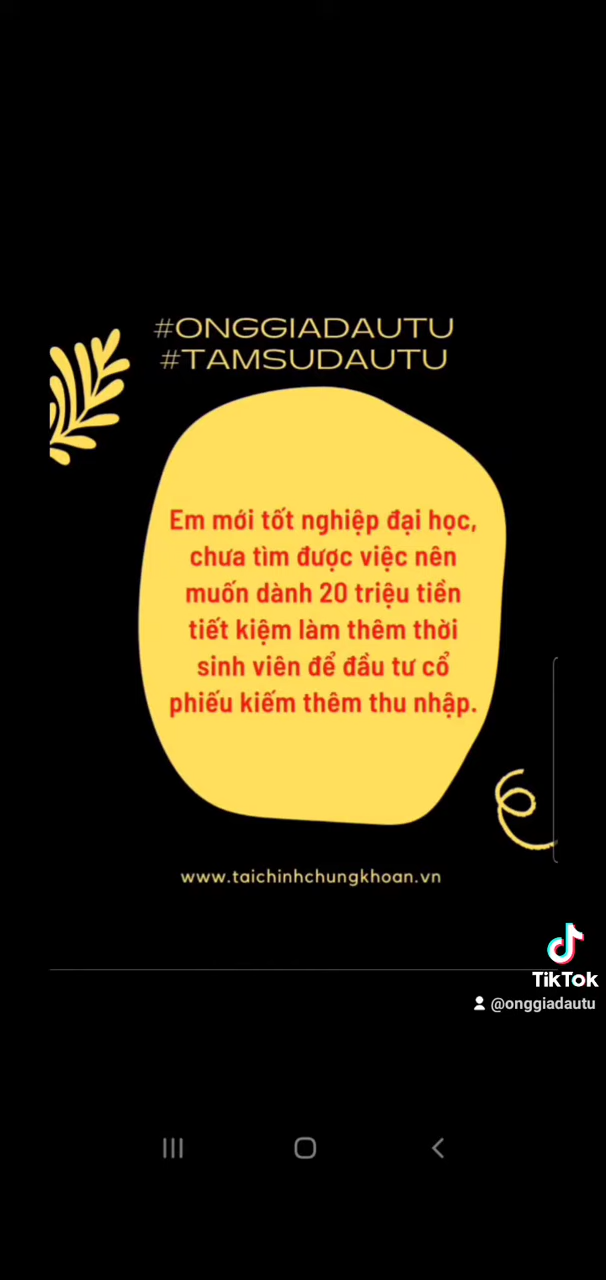 #ONGGIADAUTU
#TAMSUDAUTU
Em mới tốt nghiệp đại học,
chưa tìm được việc nên
muốn dành 20 triệu tiền
tiết kiệm làm thêm thời
sinh viên để đầu tư cổ
phiếu kiếm thêm thu nhập.
www.taichinhchungkhoan.vn
TikTok
@onggiadautu